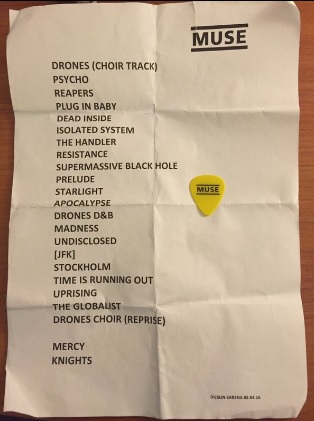 MUSE
DRONES (CHOIR TRACK)
PSYCHO
REAPERS
PLUG IN BABY
DEAD INSIDE
ISOLATED SYSTEM
THE HANDLER
RESISTANCE
SUPERMASSIVE BLACK HOLE
PRELUDE
STARLIGHT
APOCALYPSE
DRONES D&B
MADNESS
UNDISCLOSED
[JFK]
STOCKHOLM
TIME IS RUNNING OUT
UPRISING
THE GLOBALIST
DRONES CHOIR (REPRISE)
MERCY
KNIGHTS
MUSE
DUBLIN